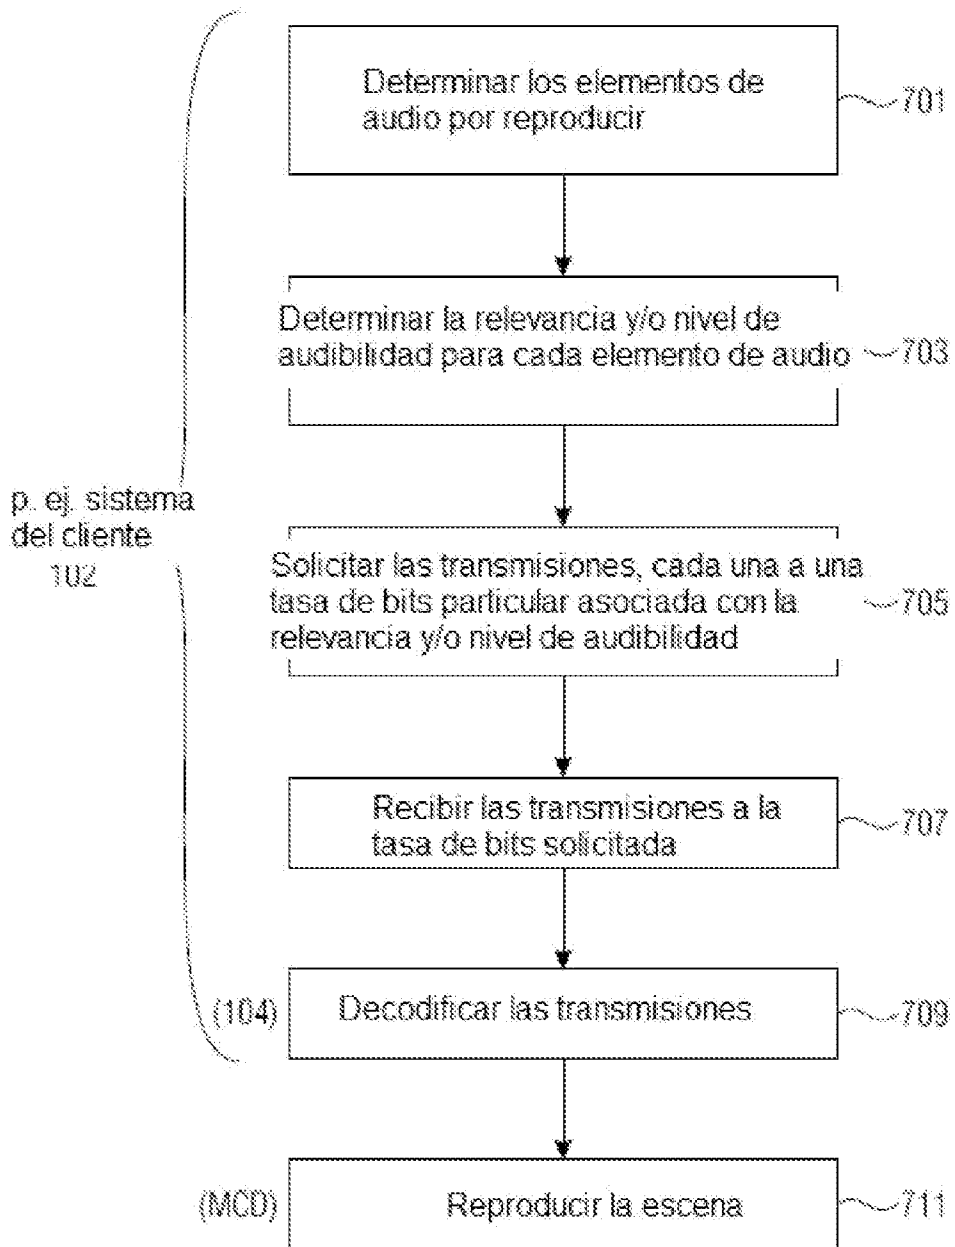 Determinar los elementos de
audio por reproducir
701
Determinar la relevancia y/o nivel de
audibilidad para cada elemento de audio
703
p. ej. sistema
del cliente
102
Solicitar las transmisiones, cada una a una
tasa de bits particular asociada con la
relevancia y/o nivel de audibilidad
705
Recibir las transmisiones a la
tasa de bits solicitada
707
(104)
Decodificar las transmisiones
709
(MCD)
Reproducir la escena
711